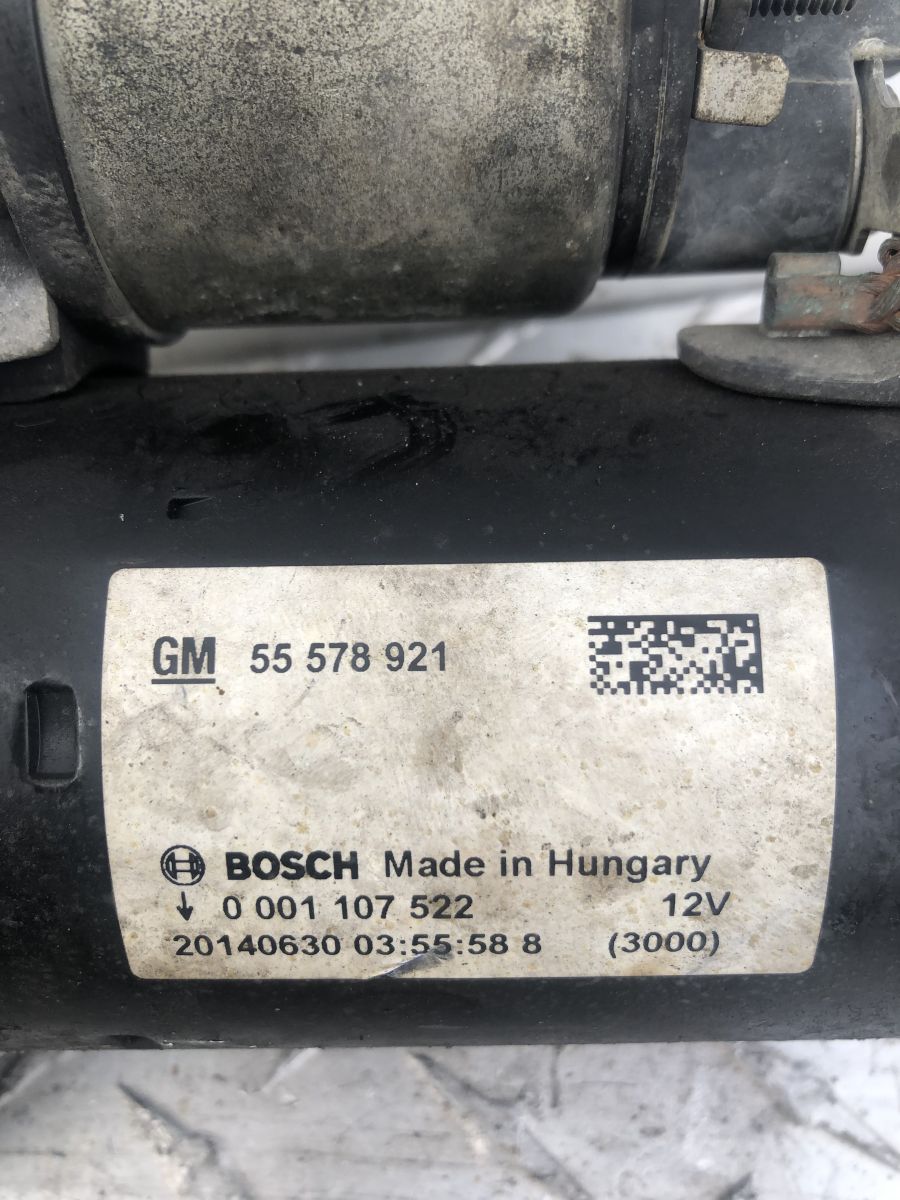 GM 55 578 921
BOSCH Made in Hungary
↓ 0 001 107 522 12V
20140630 03:55:58 8 (3000)